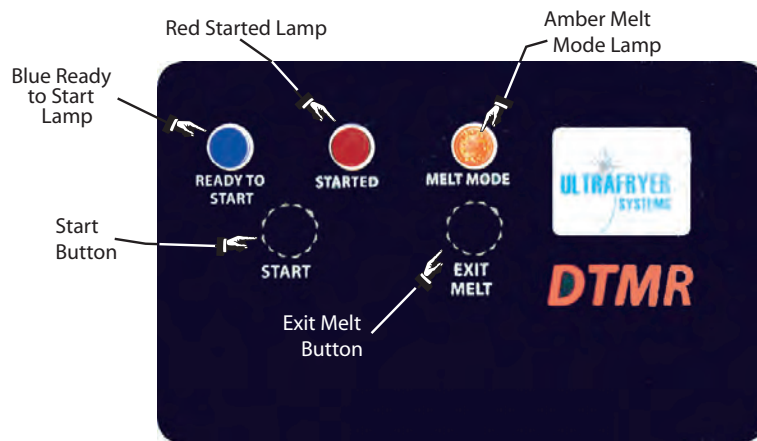 Red Started Lamp
Amber Melt
Mode Lamp
Blue Ready
to Start
Lamp
READY TO
START
STARTED
MELT MODE
ULTRAFRYER
SYSTEMS
Start
Button
START
EXIT
MELT
DTMR
Exit Melt
Button